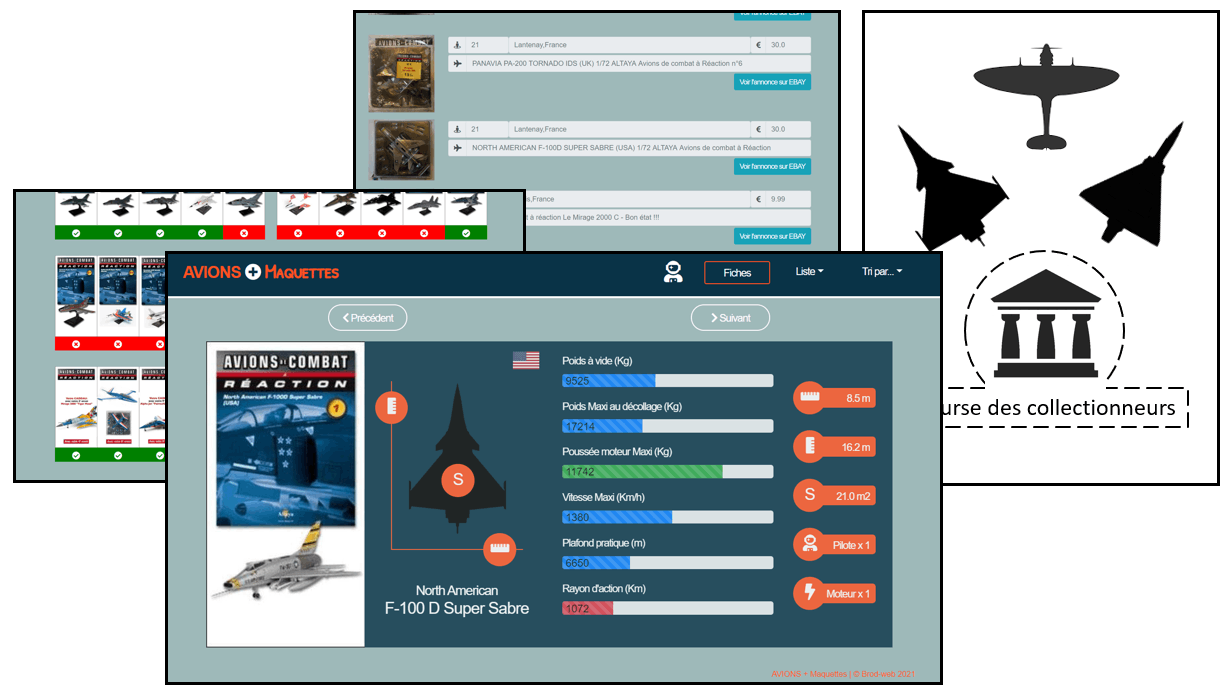 Voir l'annonce sur EBAY
AVIONS DE COMBAT
21
Lantenay,France
€
30.0
PANAVIA PA-200 TORNADO IDS (UK) 1/72 ALTAYA Avions de combat à Réaction n°6
Voir l'annonce sur EBAY
21
Lantenay,France
€
30.0
NORTH AMERICAN F-100D SUPER SABRE (USA) 1/72 ALTAYA Avions de combat à Réaction
Voir l'annonce sur EBAY
s,France
€
9.99
t à réaction Le Mirage 2000 C - Bon état !!!
Voir l'annonce sur EBAY
urse des collectionneurs
AVIONS + MAQUETTES
Fiches
Liste
Tri par...
Précédent
Suivant
AVIONS DE COMBAT
À RÉACTION
North American F-100D Super Sabre
(USA)
1
S
North American
F-100 D Super Sabre
Poids à vide (Kg)
9525
Poids Maxi au décollage (Kg)
17214
Poussée moteur Maxi (Kg)
11742
Vitesse Maxi (Km/h)
1380
Plafond pratique (m)
6650
Rayon d'action (Km)
1072
8.5 m
16.2 m
S
21.0 m2
Pilote x 1
Moteur x 1
AVIONS + Maquettes | © Brod-web 2021